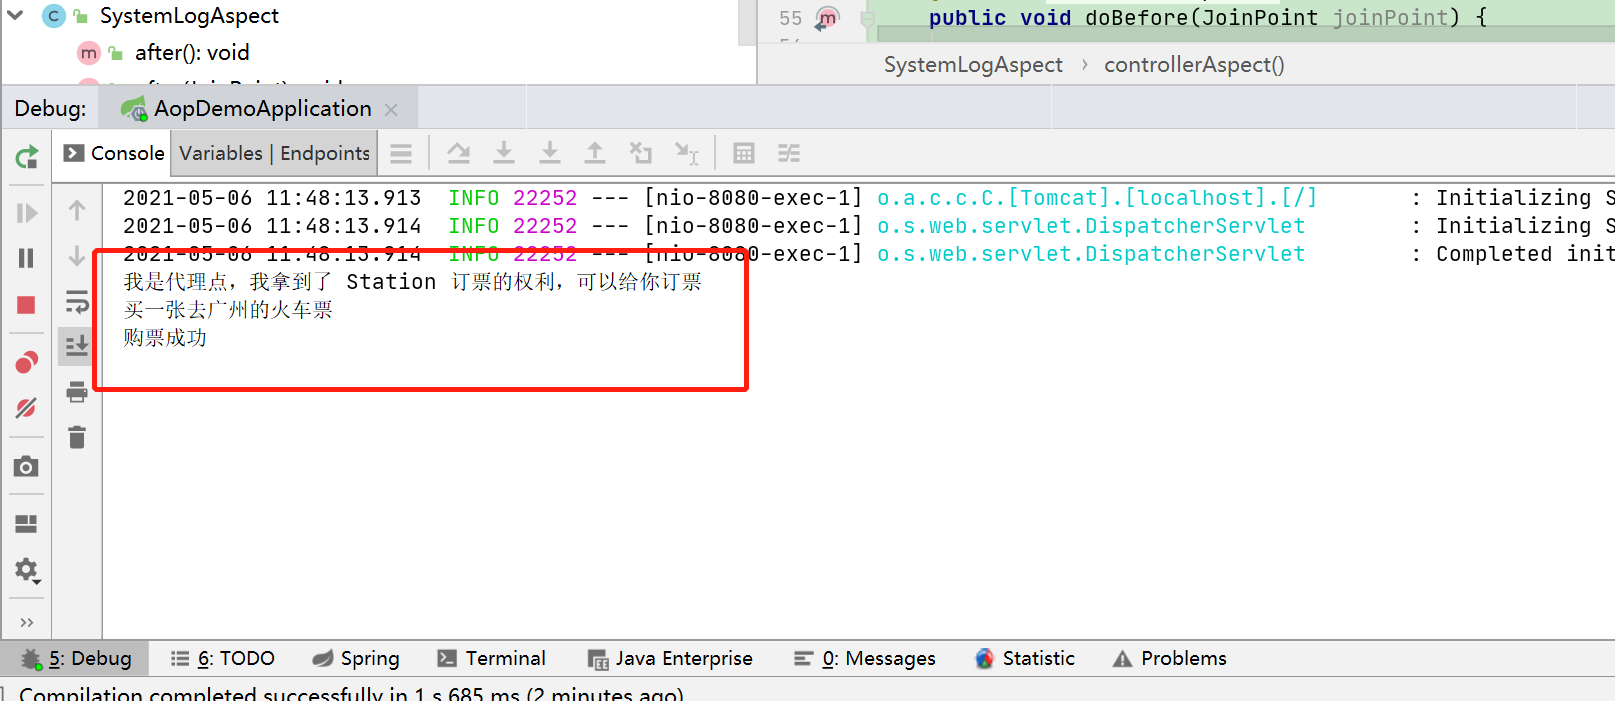 SystemLogAspect
after(): void
55
public void doBefore(JoinPoint joinPoint) {
SystemLogAspect › controllerAspect()
Debug: AopDemoApplication
Console Variables | Endpoints
2021-05-06 11:48:13.913 INFO 22252 --- [nio-8080-exec-1] o.a.c.c.C.[Tomcat].[localhost].[/] : Initializing S
2021-05-06 11:48:13.914 INFO 22252 --- [nio-8080-exec-1] o.s.web.servlet.DispatcherServlet : Initializing S
2021-05-06 11:48:13.914 INFO 22252 --- [nio-8080-exec-1] o.s.web.servlet.DispatcherServlet : Completed init
我是代理点，我拿到了 Station 订票的权利，可以给你订票
买一张去广州的火车票
购票成功
5: Debug 6: TODO Spring Terminal Java Enterprise 0: Messages Statistic Problems
Compilation completed successfully in 1 s 685 ms (2 minutes ago)